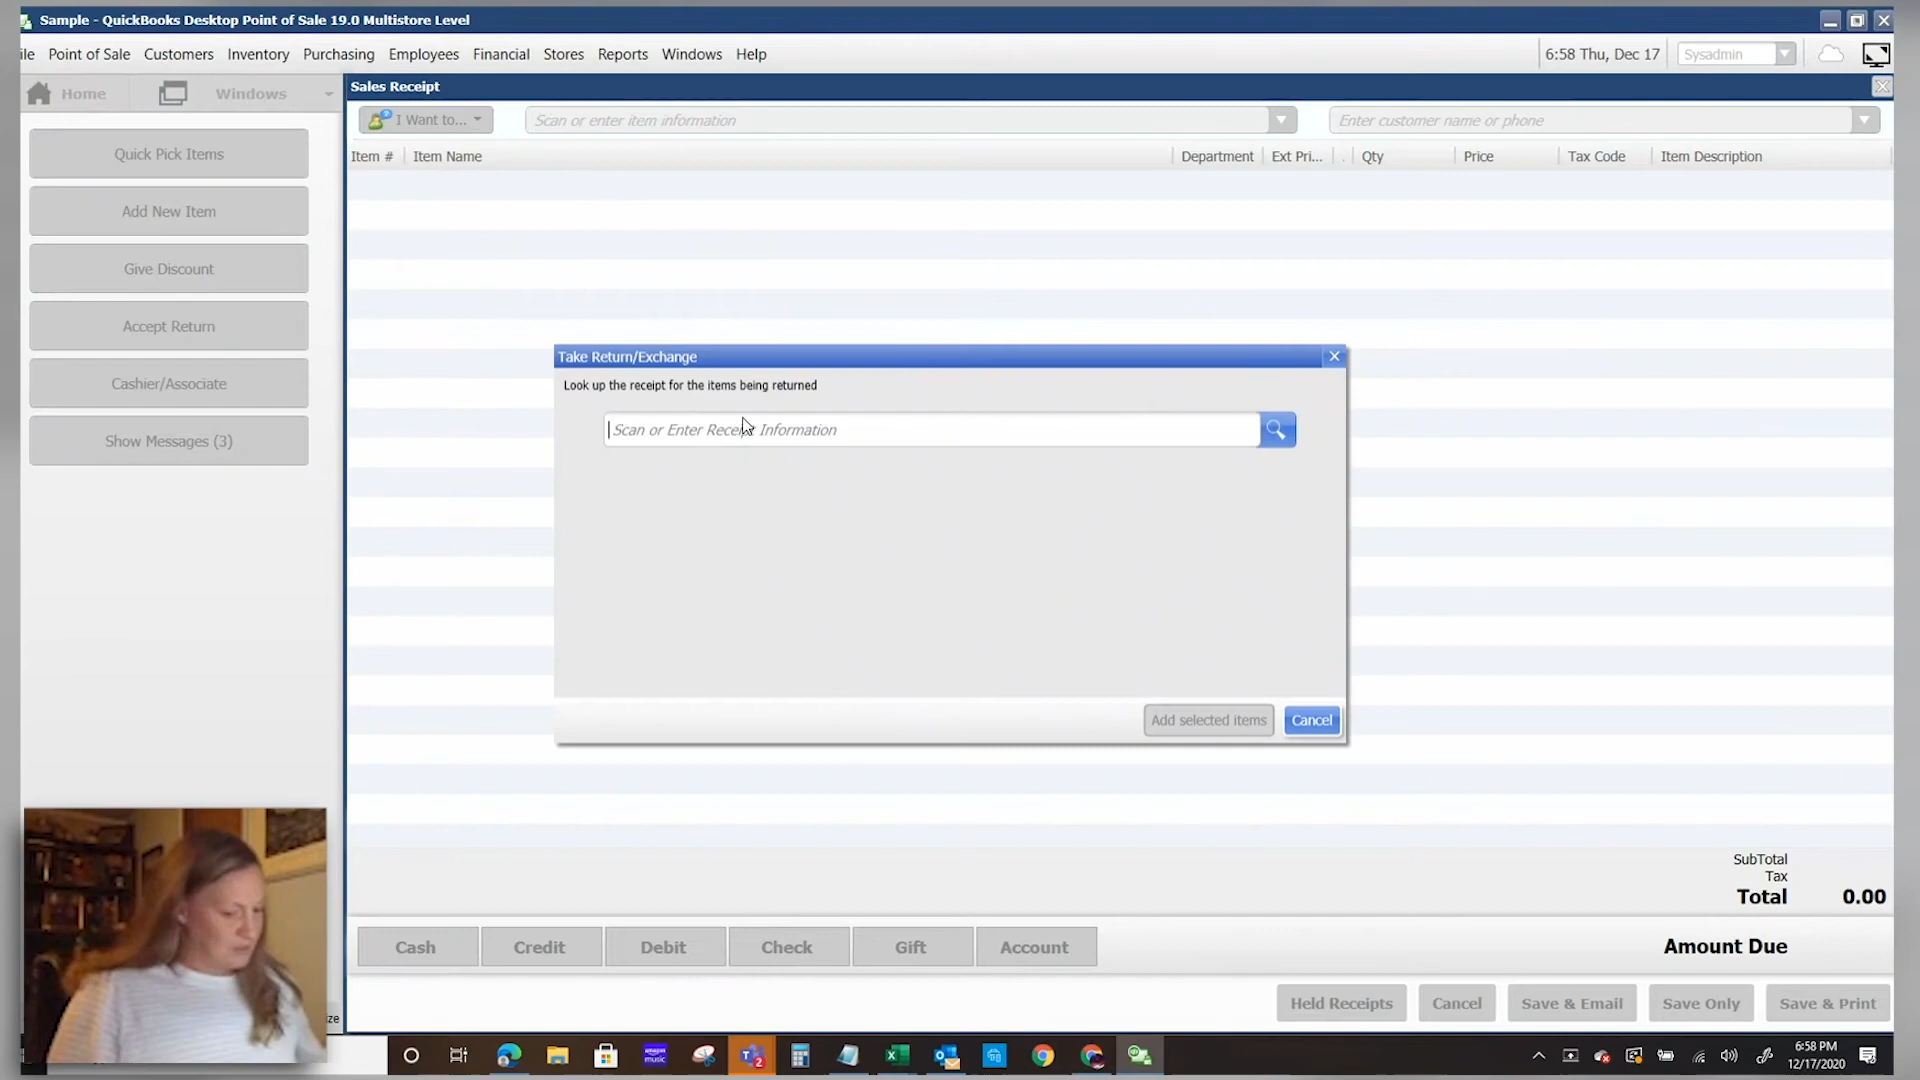 Sample - QuickBooks Desktop Point of Sale 19.0 Multistore Level
ile Point of Sale Customers Inventory Purchasing Employees Financial Stores Reports Windows Help
6:58 Thu, Dec 17 Sysadmin
Home Windows
Sales Receipt
I Want to... Scan or enter item information Enter customer name or phone
Item # Item Name Department Ext Pri... . Qty Price Tax Code Item Description
Quick Pick Items
Add New Item
Give Discount
Accept Return
Cashier/Associate
Show Messages (3)
Take Return/Exchange
Look up the receipt for the items being returned
Scan or Enter Receipt Information
Add selected items Cancel
SubTotal
Tax
Total 0.00
Cash Credit Debit Check Gift Account Amount Due
Held Receipts Cancel Save & Email Save Only Save & Print
ize
amazon music
T 2
6:58 PM
12/17/2020